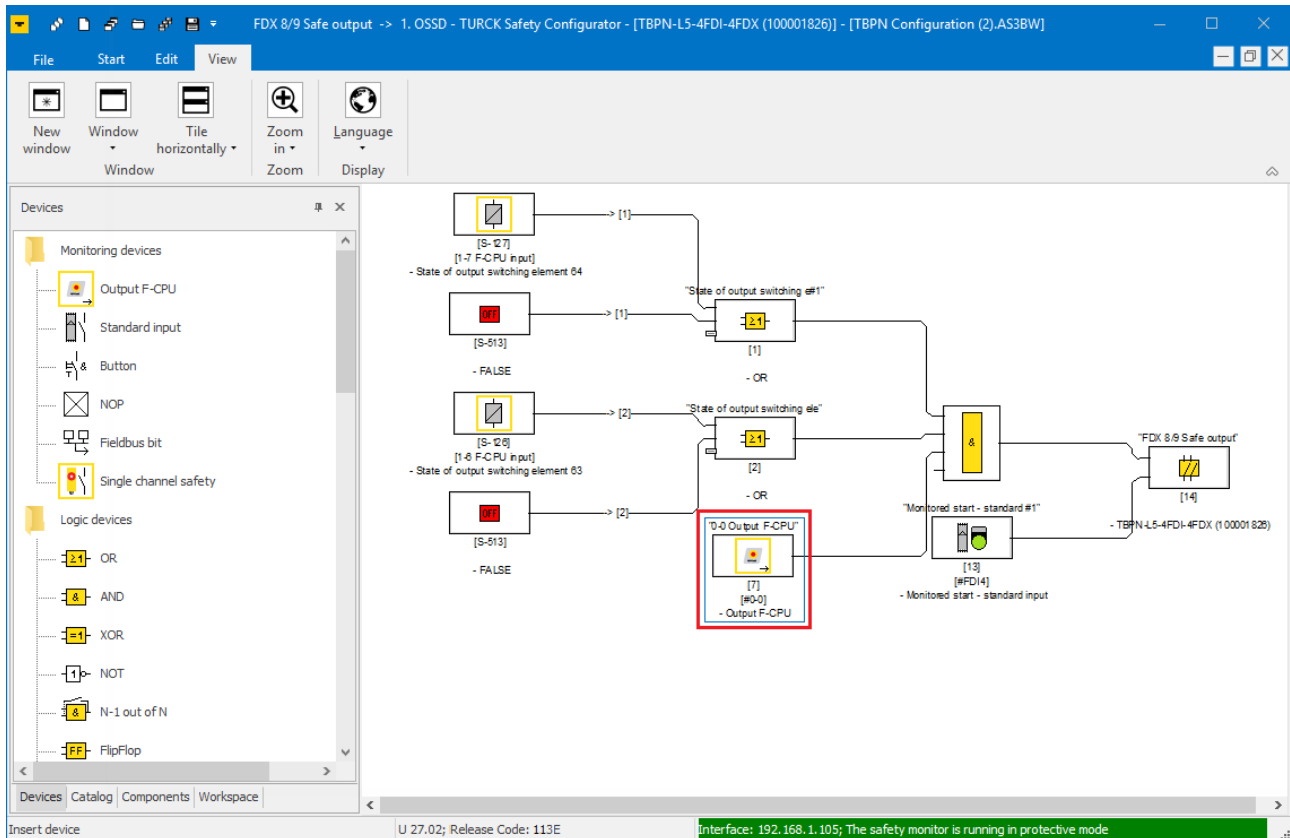 FDX 8/9 Safe output -> 1. OSSD - TURCK Safety Configurator - [TBPN-L5-4FDI-4FDX (100001826)] - [TBPN Configuration (2).AS3BW]
File Start Edit View
New window
Window
Tile horizontally
Zoom in
Language
Window
Zoom
Display
Devices
Monitoring devices
Output F-CPU
Standard input
Button
NOP
Fieldbus bit
Single channel safety
Logic devices
≥1 OR
& AND
=1 XOR
1 NOT
& N-1 out of N
FF FlipFlop
Devices Catalog Components Workspace
[S-127]
[1-7 F-CPU input]
- State of output switching element 64
-> [1]
OFF
[S-513]
- FALSE
-> [1]
"State of output switching e#1"
≥1
[1]
- OR
[S-126]
[1-6 F-CPU input]
- State of output switching element 63
-> [2]
OFF
[S-513]
- FALSE
-> [2]
"State of output switching ele"
≥1
[2]
- OR
"0-0 Output F-CPU"
[7]
[#0-0]
- Output F-CPU
&
"Monitored start - standard #1"
[13]
[#FDI4]
- Monitored start - standard input
"FDX 8/9 Safe output"
[14]
- TBPN-L5-4FDI-4FDX (100001826)
Insert device
U 27.02; Release Code: 113E
Interface: 192.168.1.105; The safety monitor is running in protective mode